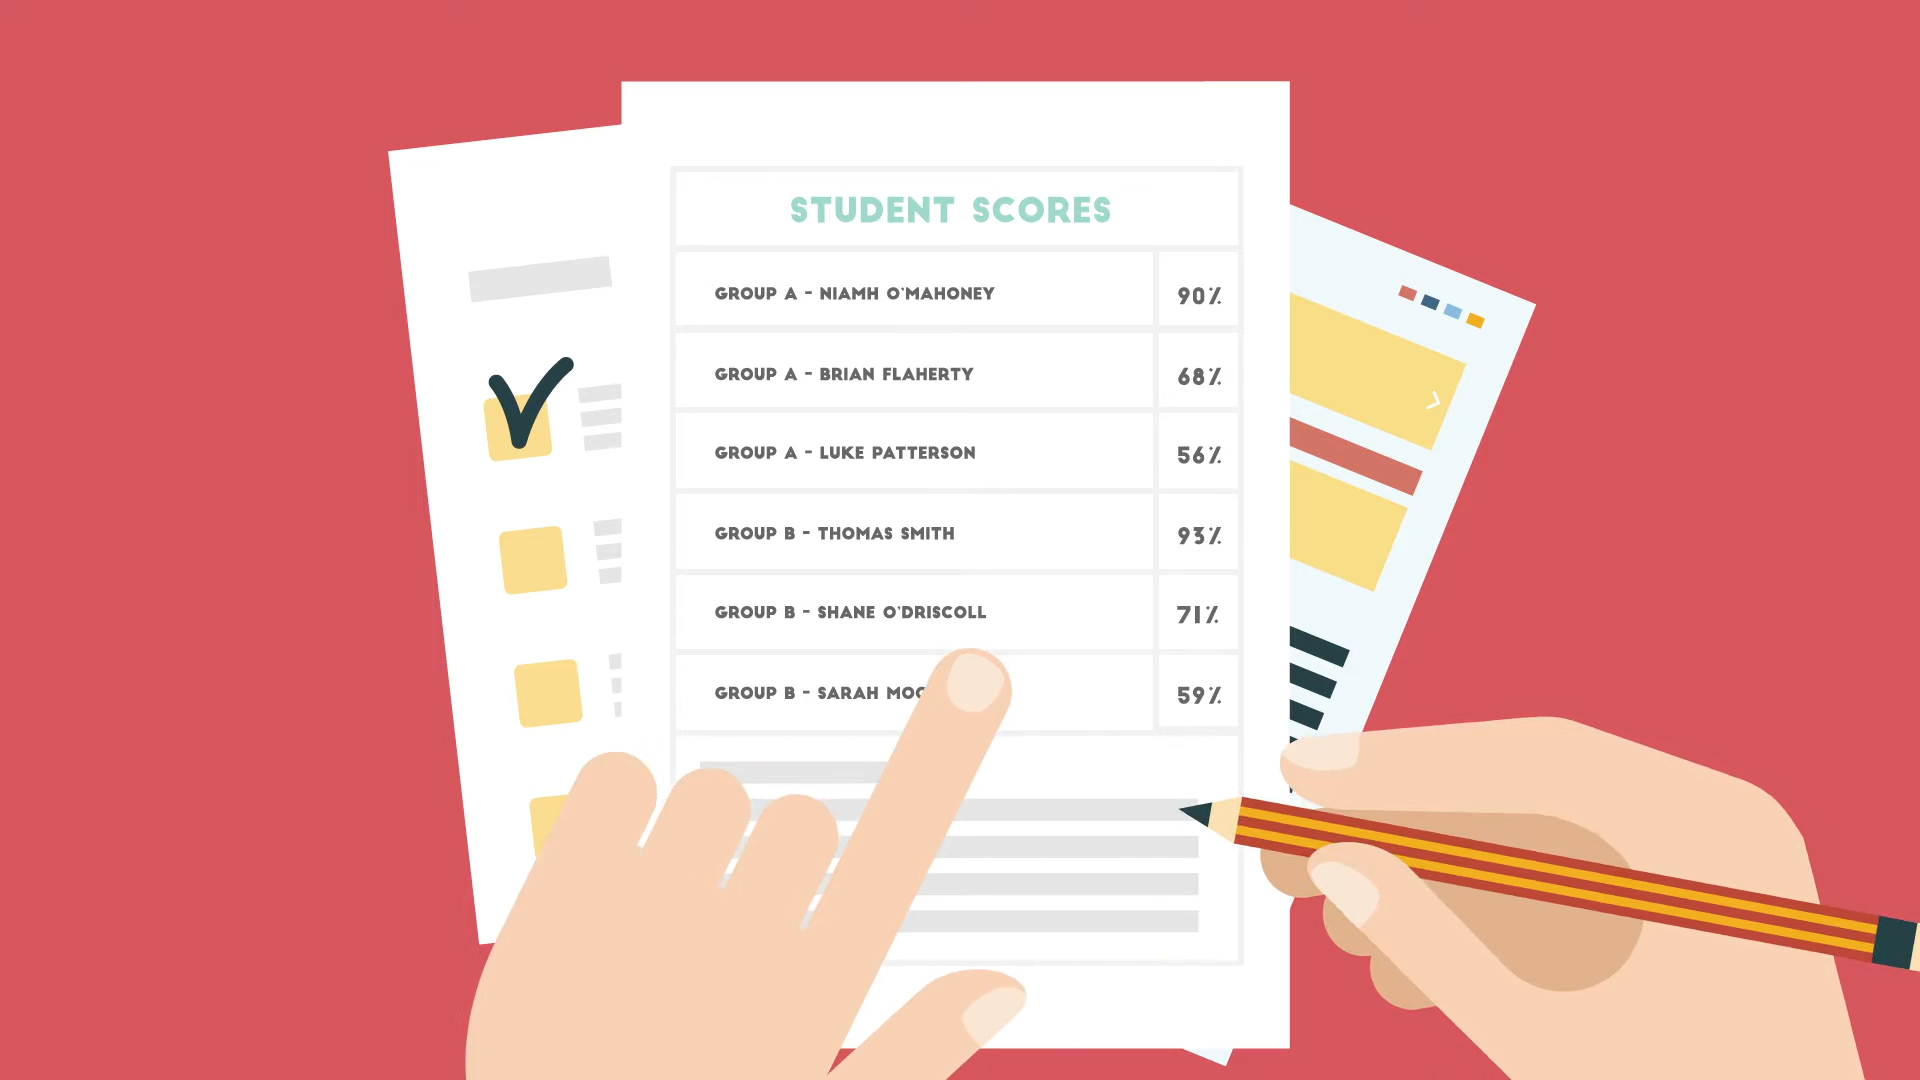 STUDENT SCORES
GROUP A - NIAMH O'MAHONEY 90%
GROUP A - BRIAN FLAHERTY 68%
GROUP A - LUKE PATTERSON 56%
GROUP B - THOMAS SMITH 93%
GROUP B - SHANE O'DRISCOLL 71%
GROUP B - SARAH 59%